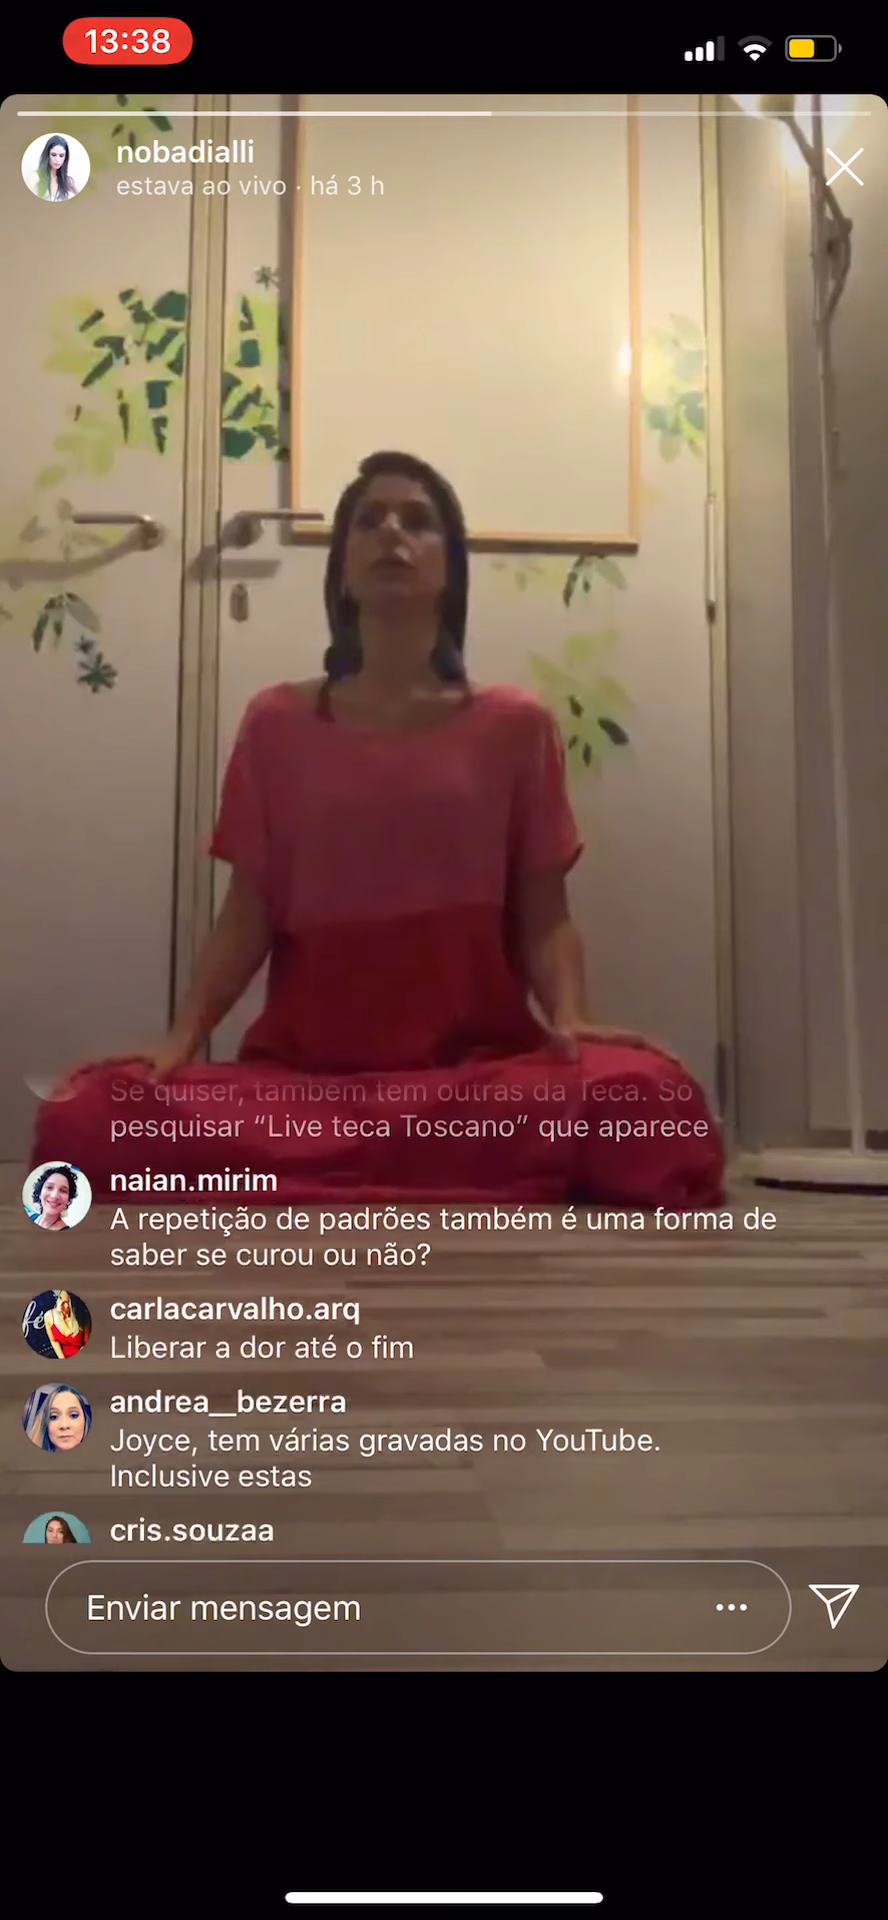 13:38
nobadialli
estava ao vivo · há 3 h
Se quiser, também tem outras da Teca. Só
pesquisar “Live teca Toscano” que aparece
naian.mirim
A repetição de padrões também é uma forma de
saber se curou ou não?
fé
carlacarvalho.arq
Liberar a dor até o fim
andrea__bezerra
Joyce, tem várias gravadas no YouTube.
Inclusive estas
cris.souzaa
Enviar mensagem